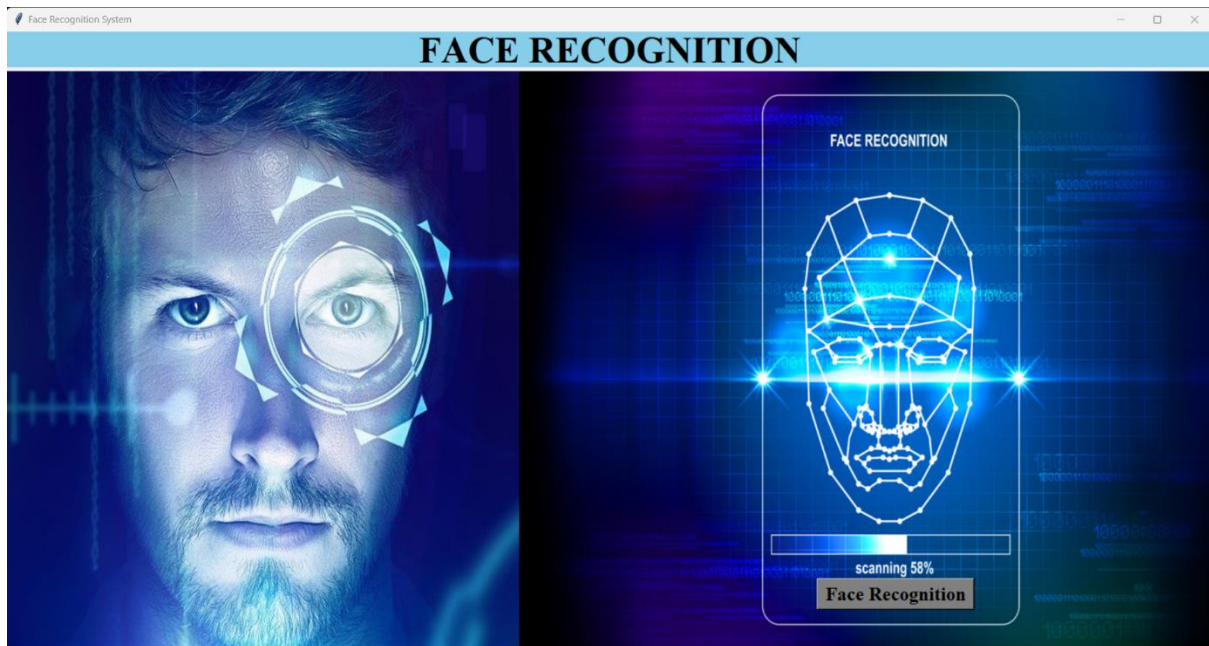 Face Recognition System
FACE RECOGNITION
FACE RECOGNITION
scanning 58%
Face Recognition